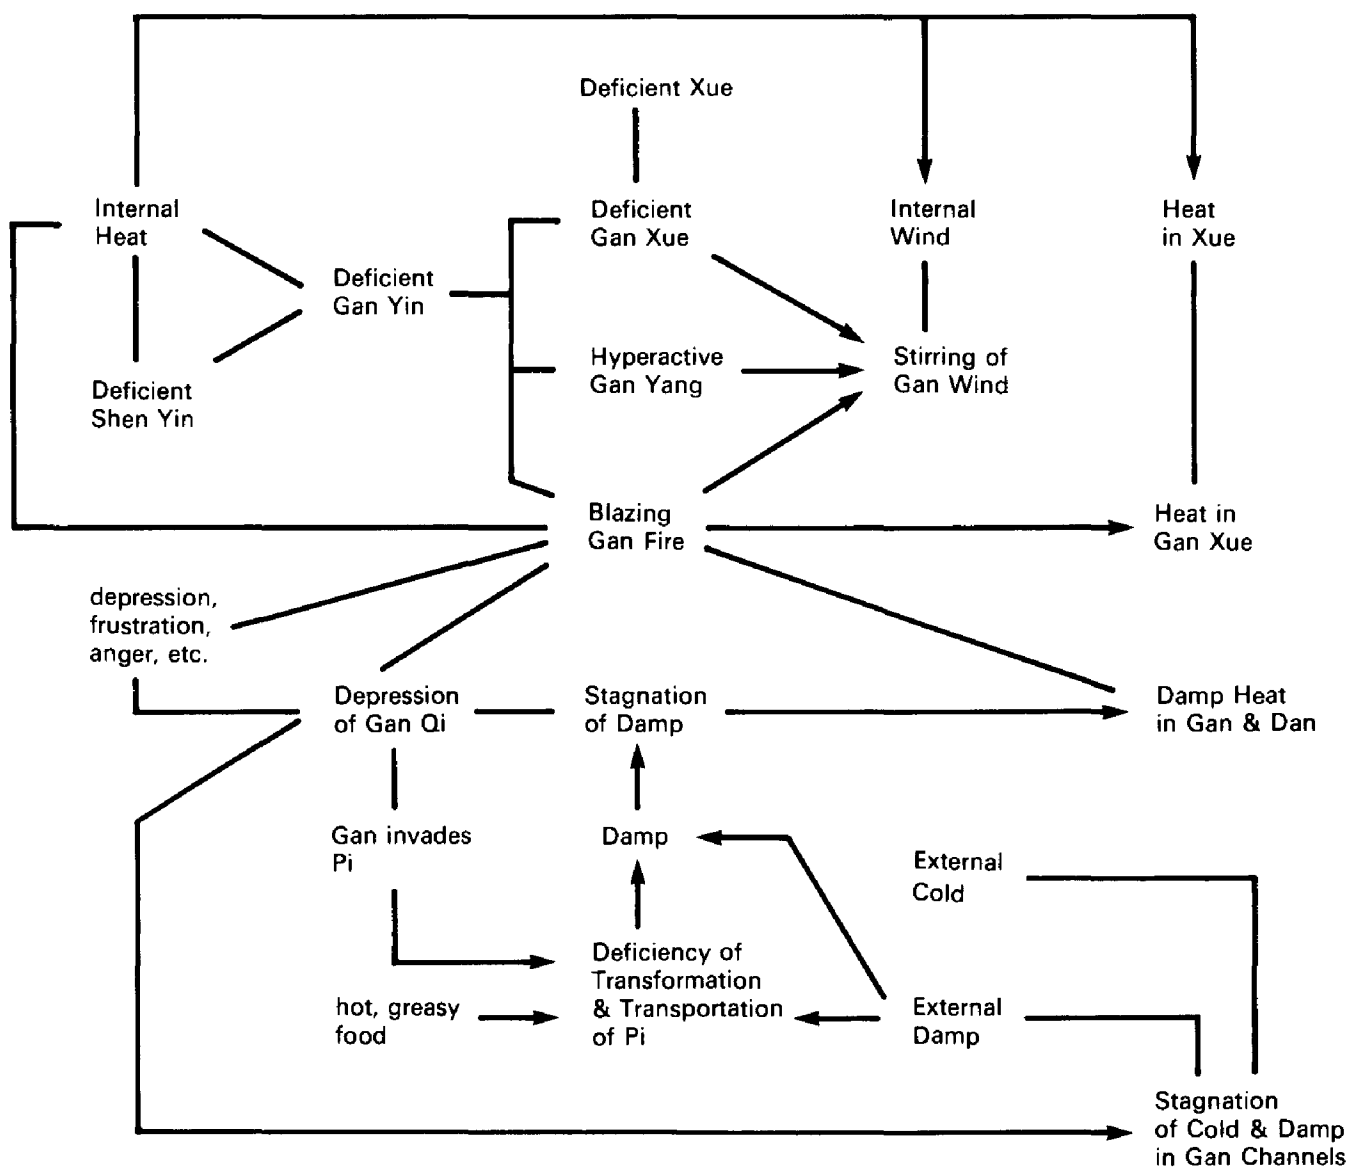 Deficient Xue
Internal
Heat
Deficient
Gan Xue
Internal
Wind
Heat
in Xue
Deficient
Gan Yin
Hyperactive
Gan Yang
Stirring of
Gan Wind
Deficient
Shen Yin
Blazing
Gan Fire
Heat in
Gan Xue
depression,
frustration,
anger, etc.
Depression
of Gan Qi
Stagnation
of Damp
Damp Heat
in Gan & Dan
Gan invades
Pi
Damp
External
Cold
Deficiency of
Transformation
& Transportation
of Pi
hot, greasy
food
External
Damp
Stagnation
of Cold & Damp
in Gan Channels